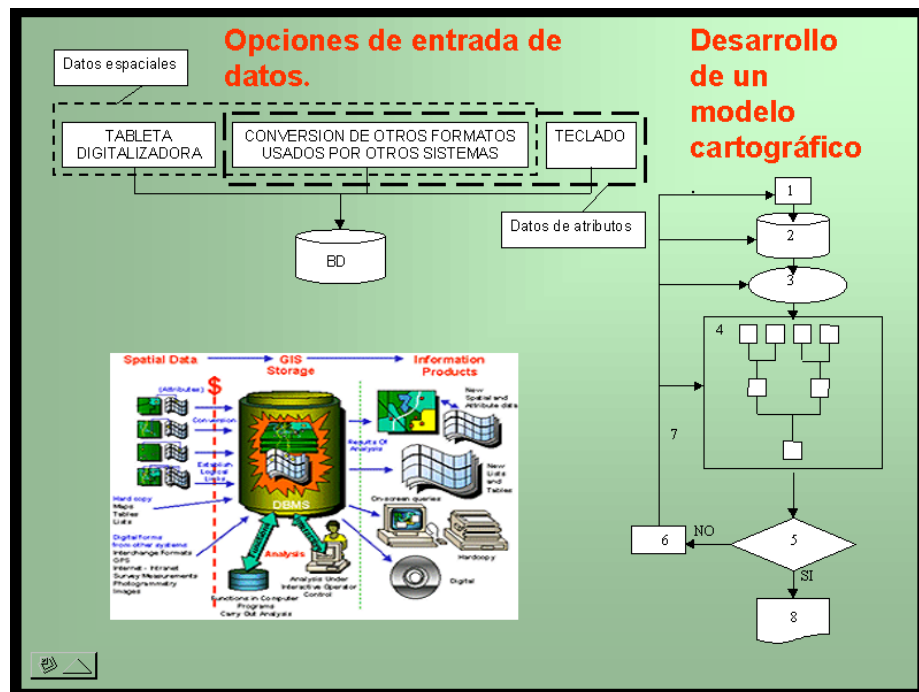 Opciones de entrada de
datos.
Desarrollo
de un
modelo
cartográfico
Datos espaciales
TABLETA
DIGITALIZADORA
CONVERSION DE OTROS FORMATOS
USADOS POR OTROS SISTEMAS
TECLADO
Datos de atributos
BD
1
2
3
4
7
5
NO
6
SI
8
Spatial Data
GIS
Storage
Information
Products
(Attributes)
$
Conversion
Establish
Logical
Links
Hard copy
Maps
Tables
Lists
Digital forms
from other systems
Interchange Formats
GPS
Internet - Intranet
Survey Measurements
Photogrammetry
Images
DBMS
Analysis
Functions in Computer
Programs
Carry Out Analysis
Analysis Under
Interactive Operator
Control
Results Of
Analysis
New
Spatial and
Attribute data
New
Lists
and
Tables
On-screen queries
Hardcopy
Digital